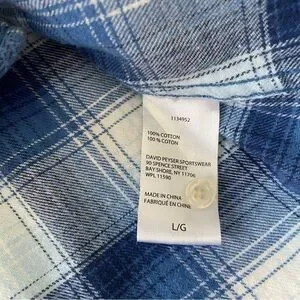 1134952
100% COTTON
100 % COTON
DAVID PEYSER SPORTSWEAR
90 SPENCE STREET
BAY SHORE, NY 11706
WPL 11590
MADE IN CHINA
FABRIQUÉ EN CHINE
L/G